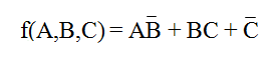 f(A,B,C) = AB̅ + BC + C̅